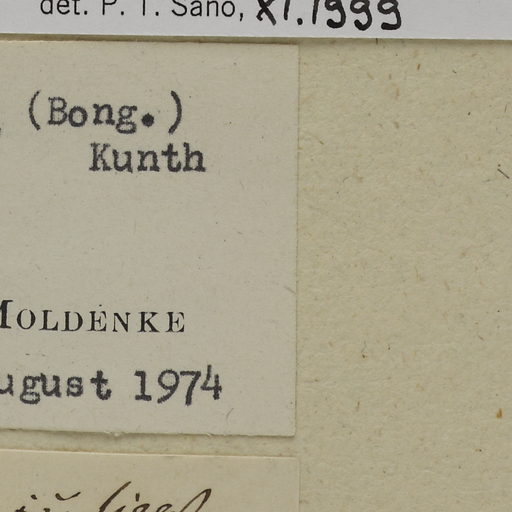 det. P. T. Sano, XI.1999
(Bong.)
Kunth
MOLDENKE
ugust 1974